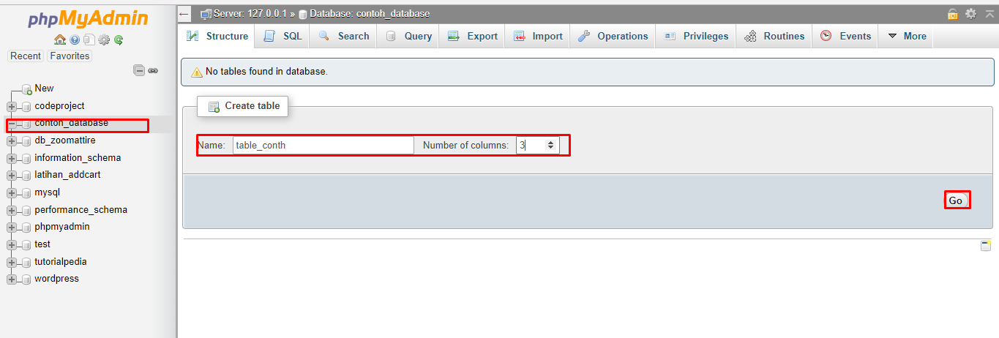 phpMyAdmin
Recent Favorites
New
codeproject
contoh_database
db_zoomattire
information_schema
latihan_addcart
mysql
performance_schema
phpmyadmin
test
tutorialpedia
wordpress
Server: 127.0.0.1 » Database: contoh_database
Structure SQL Search Query Export Import Operations Privileges Routines Events More
No tables found in database.
Create table
Name: table_conth Number of columns: 3
Go